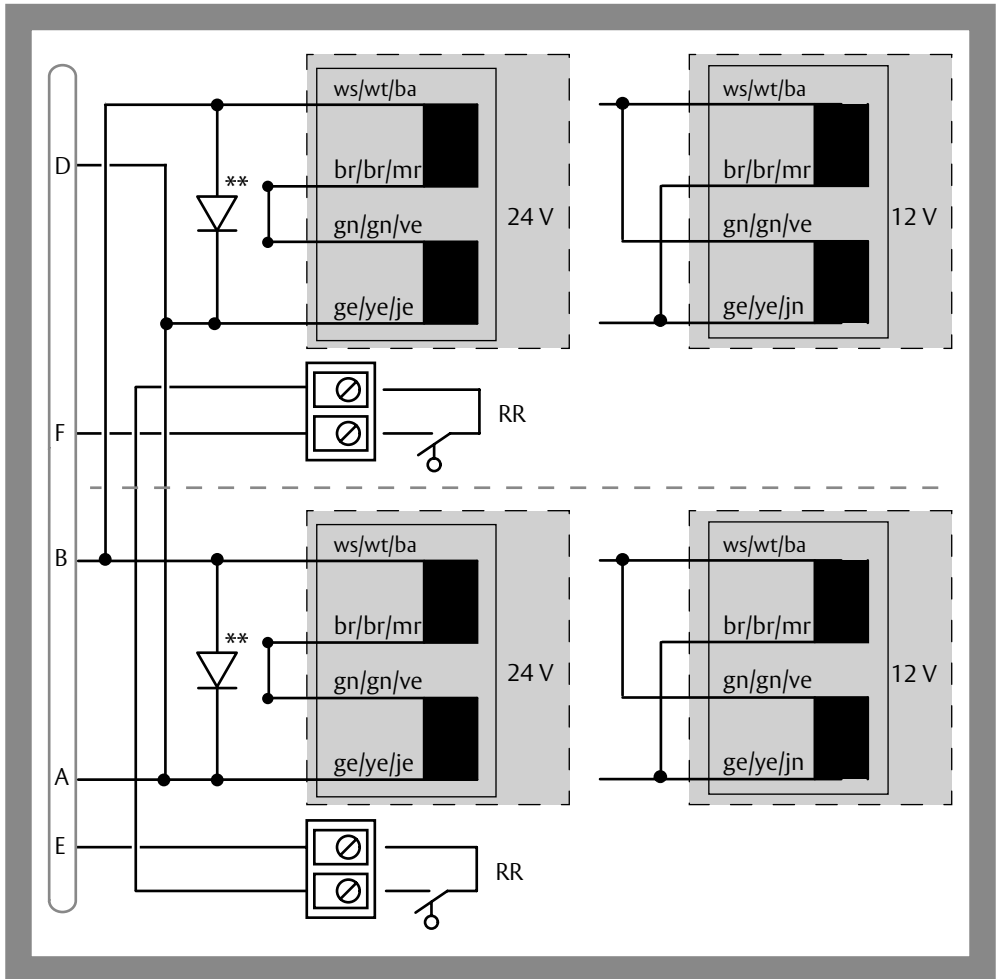 ws/wt/ba
ws/wt/ba
D
**
br/br/mr
br/br/mr
24 V
12 V
gn/gn/ve
gn/gn/ve
ge/ye/je
ge/ye/jn
RR
F
B
ws/wt/ba
ws/wt/ba
**
br/br/mr
br/br/mr
24 V
12 V
gn/gn/ve
gn/gn/ve
A
ge/ye/je
ge/ye/jn
E
RR